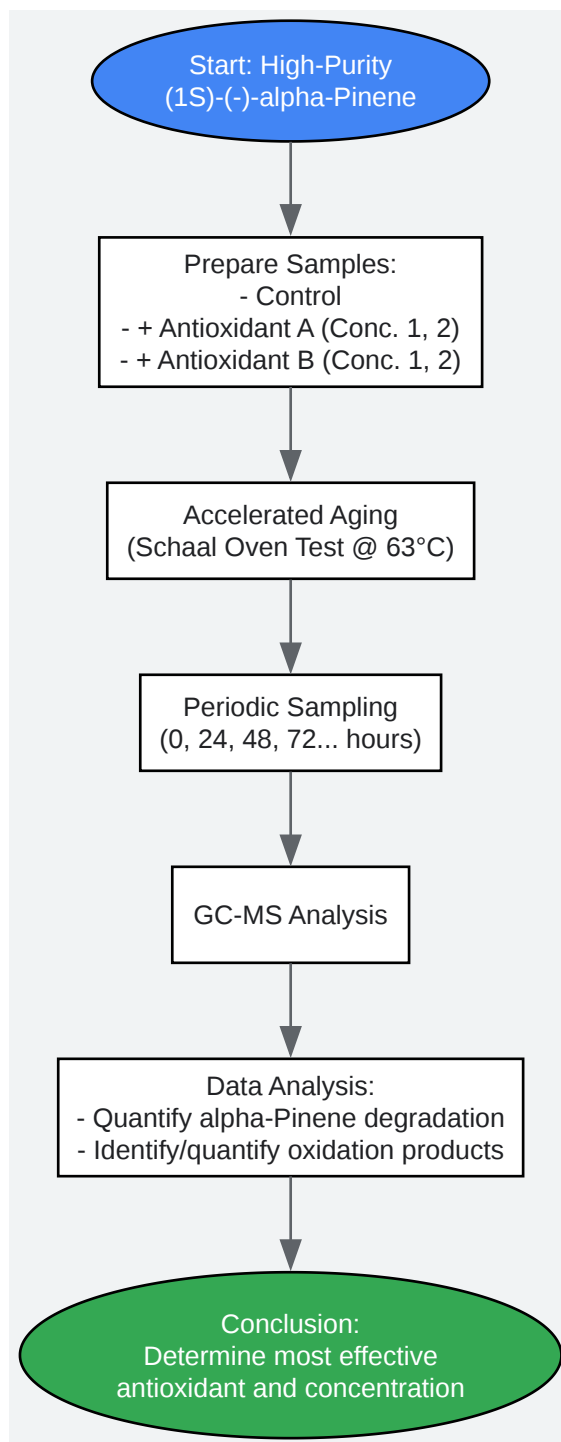 Start: High-Purity
(1S)-(-)-alpha-Pinene
Prepare Samples:
- Control
- + Antioxidant A (Conc. 1, 2)
- + Antioxidant B (Conc. 1, 2)
Accelerated Aging
(Schaal Oven Test @ 63°C)
Periodic Sampling
(0, 24, 48, 72... hours)
GC-MS Analysis
Data Analysis:
- Quantify alpha-Pinene degradation
- Identify/quantify oxidation products
Conclusion:
Determine most effective
antioxidant and concentration